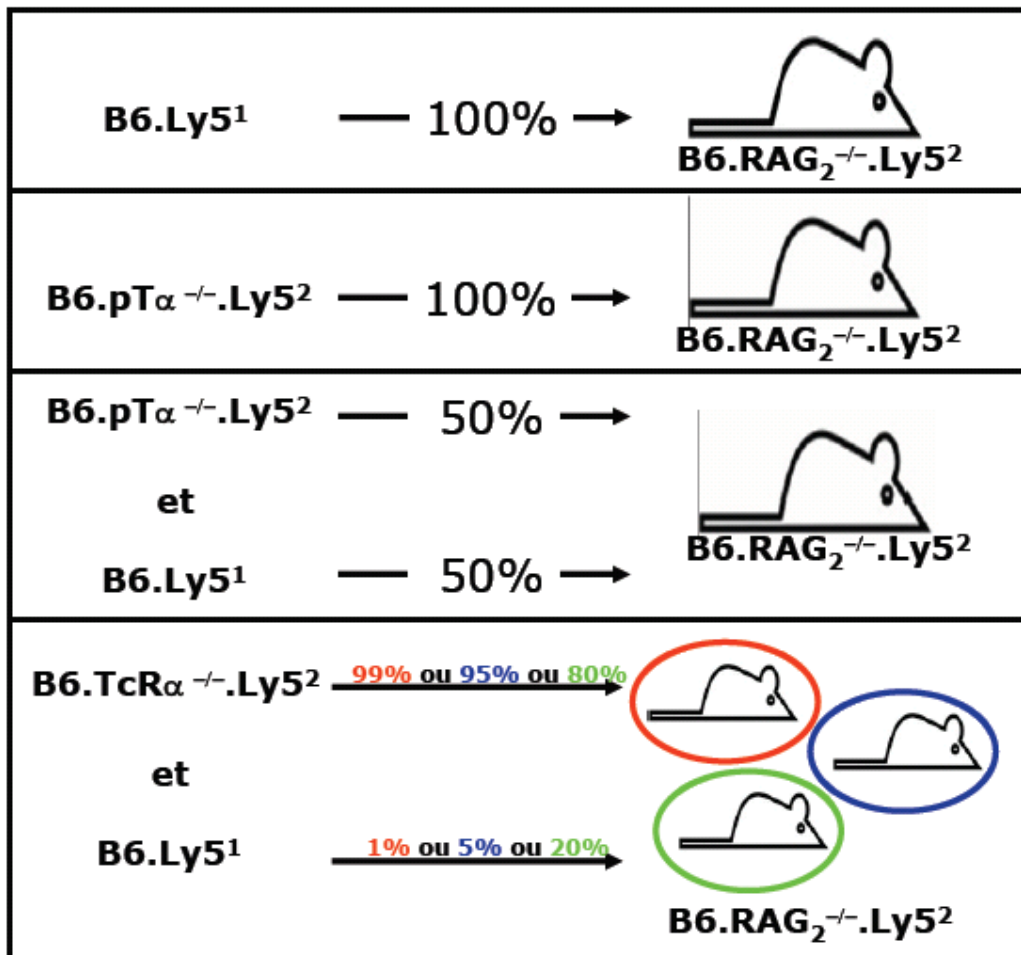 B6.Ly5¹ 100%
B6.RAG₂⁻/⁻.Ly5²
B6.pTα⁻/⁻.Ly5² 100%
B6.RAG₂⁻/⁻.Ly5²
B6.pTα⁻/⁻.Ly5² 50%
et
B6.RAG₂⁻/⁻.Ly5²
B6.Ly5¹ 50%
B6.TcRα⁻/⁻.Ly5² 99% ou 95% ou 80%
et
B6.Ly5¹ 1% ou 5% ou 20%
B6.RAG₂⁻/⁻.Ly5²